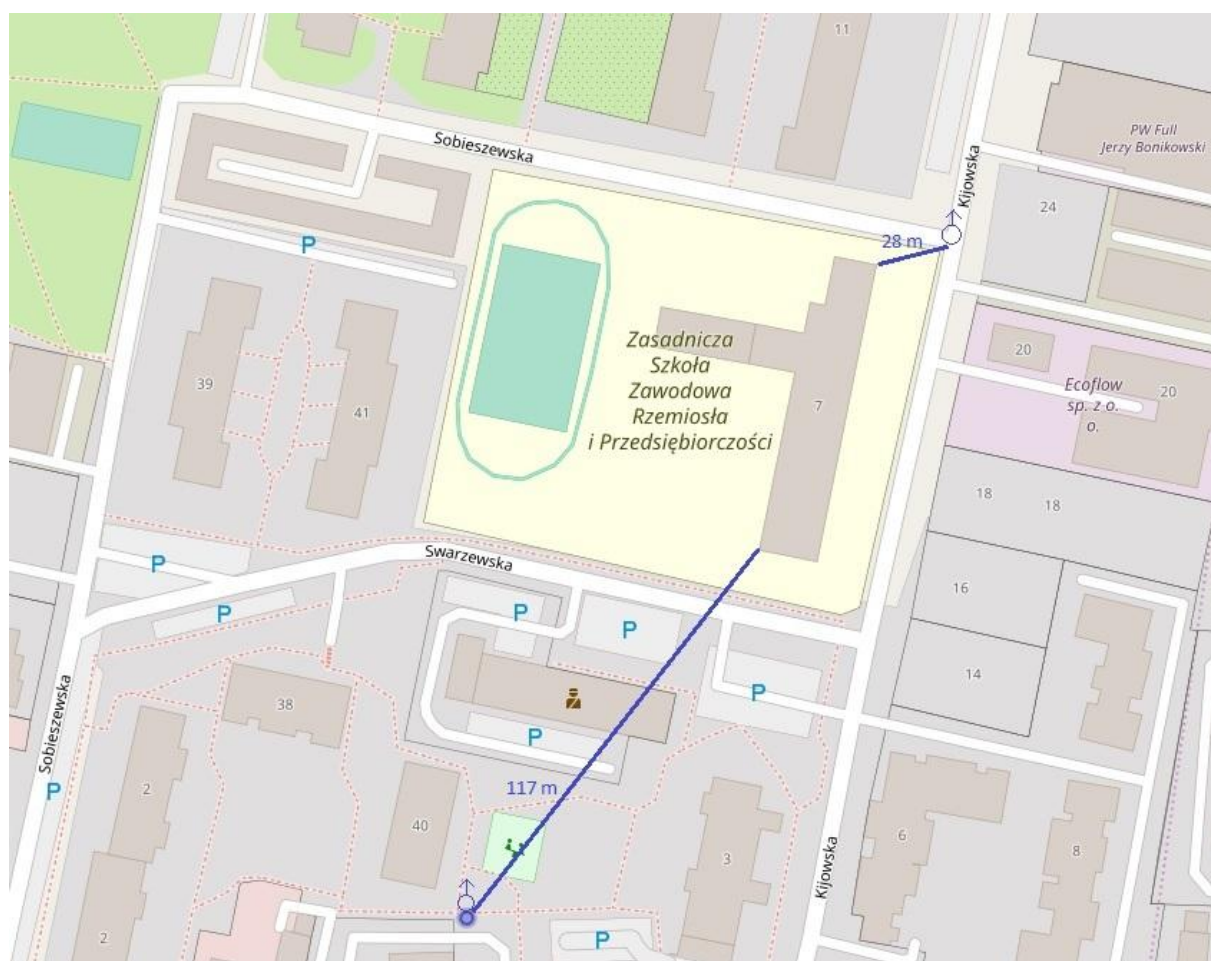 11
Sobieszewska
PW Full
Jerzy Bonikowski
Kijowska
24
28 m
P
Zasadnicza
Szkoła
Zawodowa
Rzemiosła
i Przedsiębiorczości
39
41
7
20
Ecoflow
sp. z o.
o.
20
18
18
Swarzewska
P
P
P
P
16
14
P
38
Sobieszewska
P
P
2
117 m
40
3
6
8
Kijowska
2
P